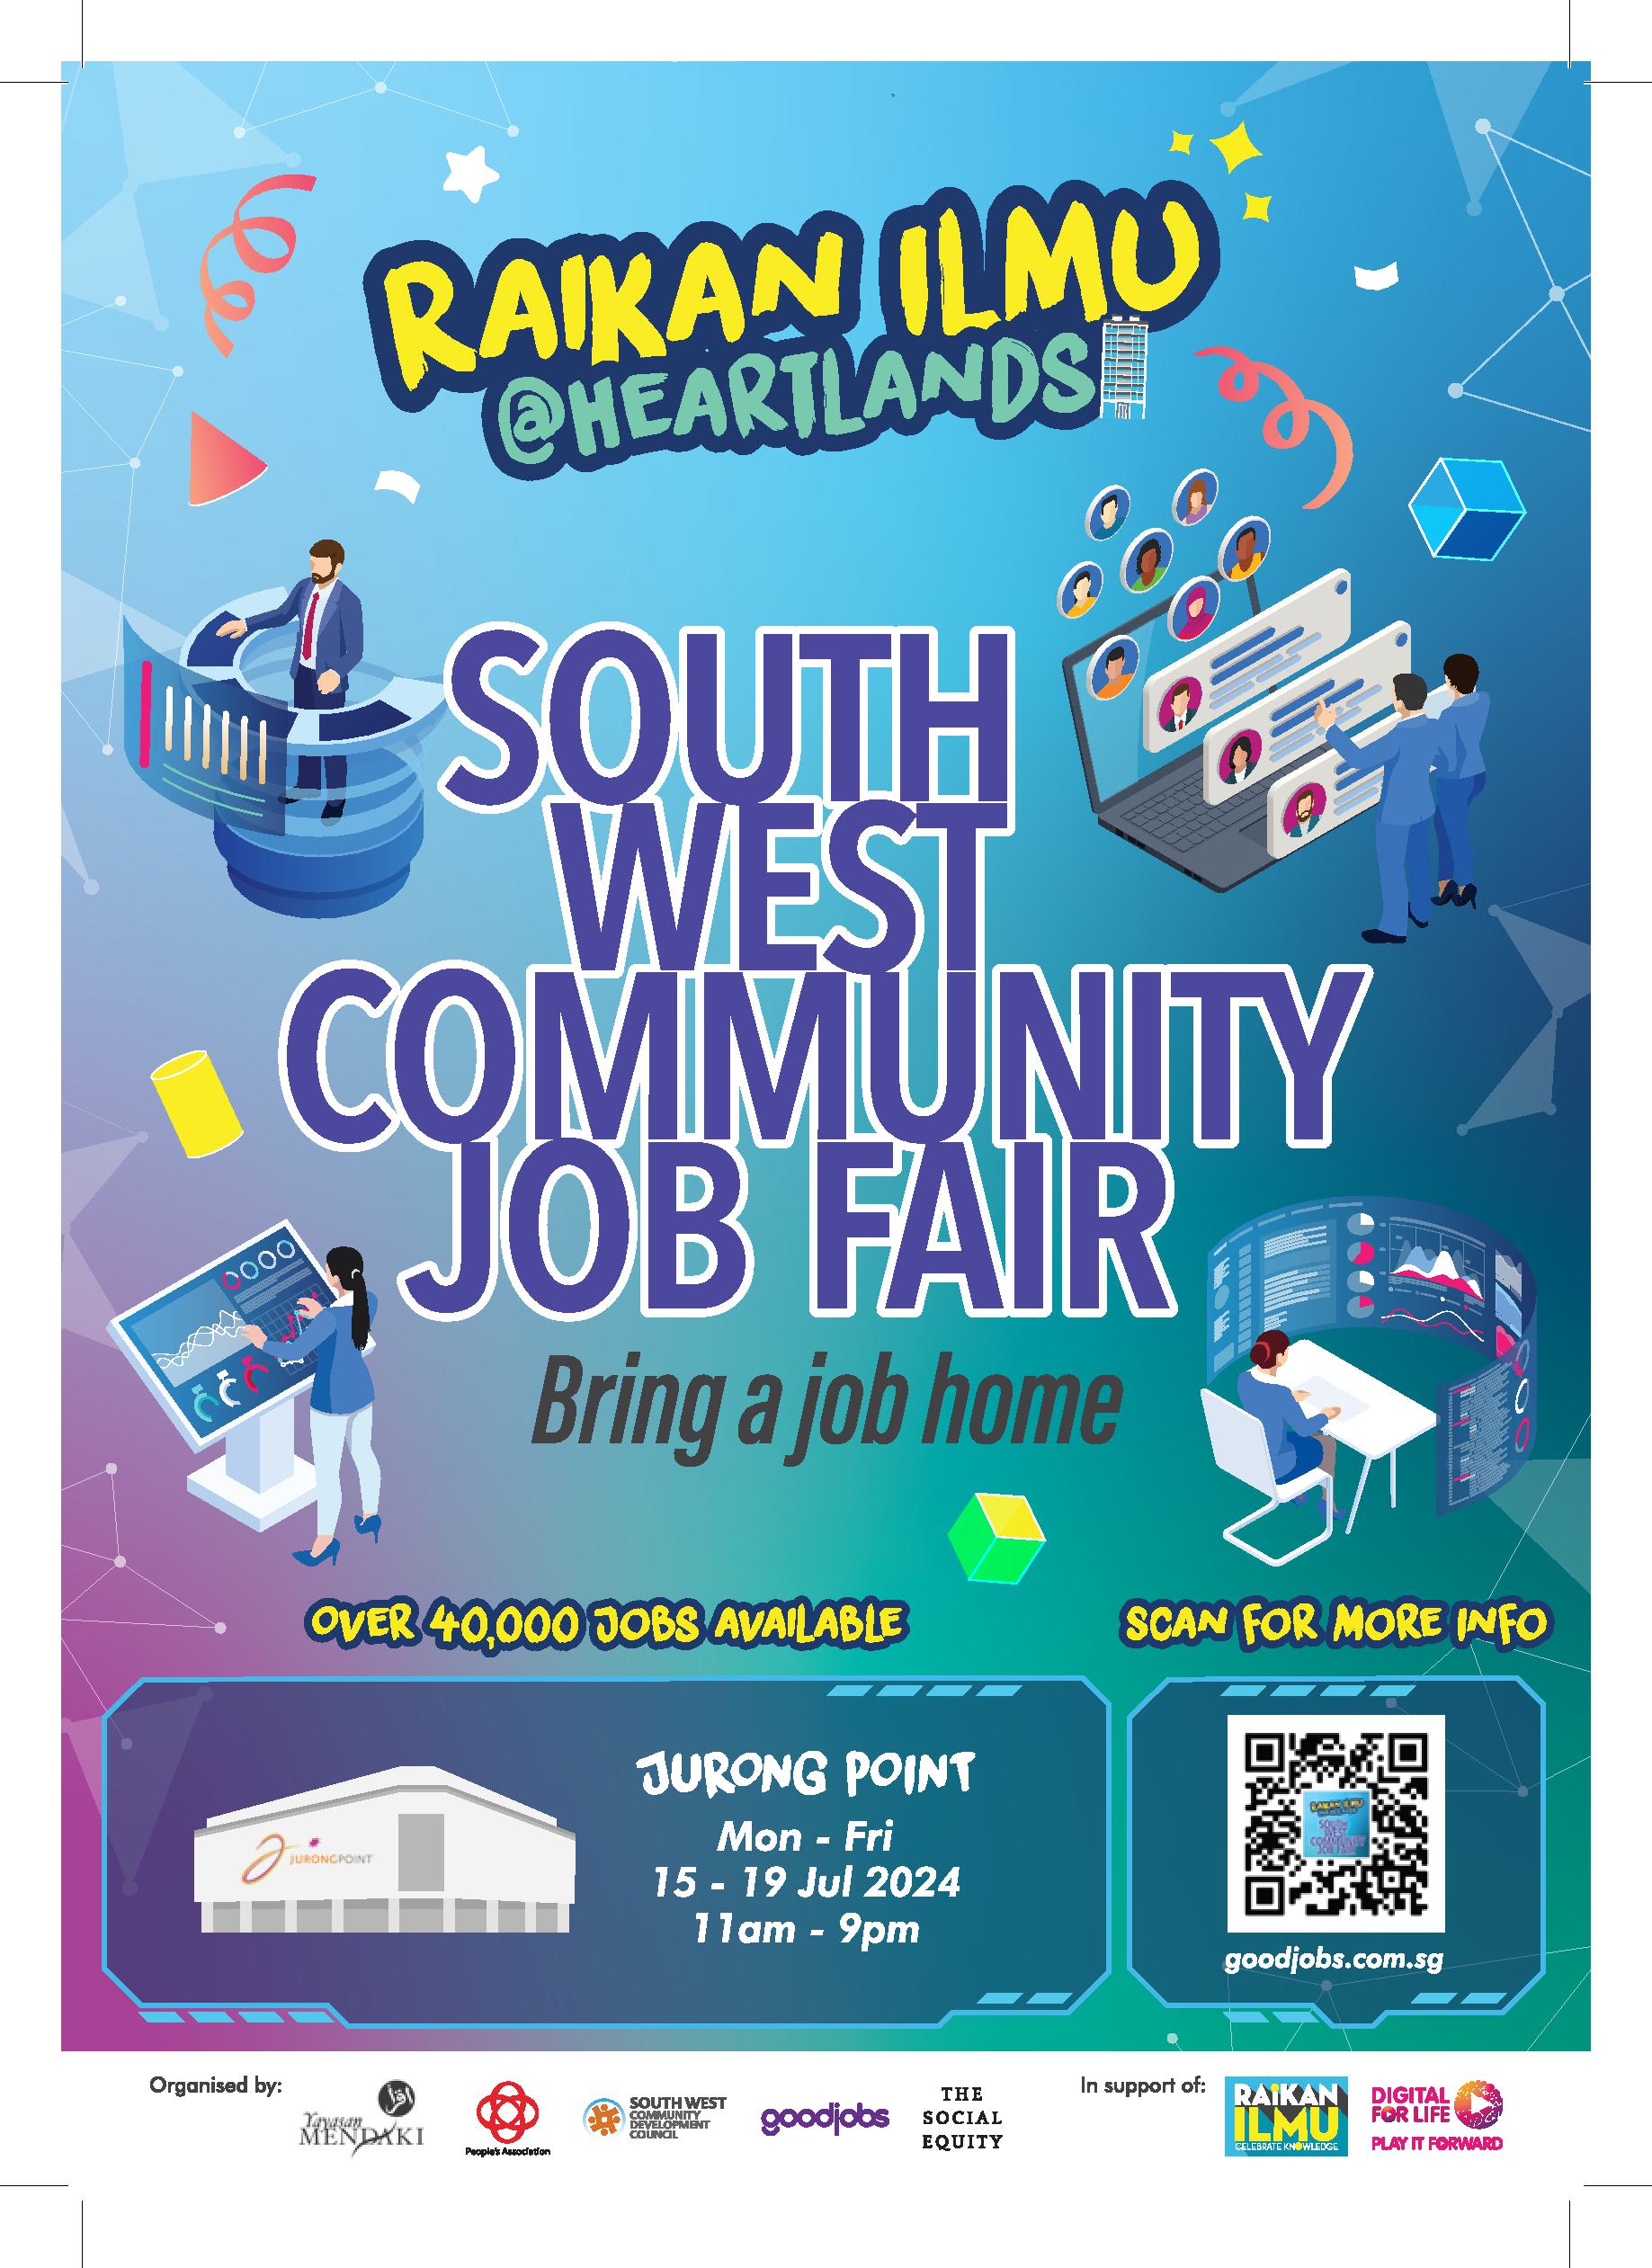 RAIKAN ILMU
@HEARTLANDS
SOUTH
WEST
COMMUNITY
JOB FAIR
Bring a job home
OVER 40,000 JOBS AVAILABLE
SCAN FOR MORE INFO
JURONG POINT
Mon - Fri
15 - 19 Jul 2024
11am - 9pm
JURONGPOINT
goodjobs.com.sg
Organised by:
Yayasan
MENDAKI
People's Association
SOUTH WEST
COMMUNITY
DEVELOPMENT
COUNCIL
goodjobs
THE
SOCIAL
EQUITY
In support of:
RAiKAN
ILMU
CELEBRATE KNOWLEDGE
DIGITAL
FOR LIFE
PLAY IT FORWARD